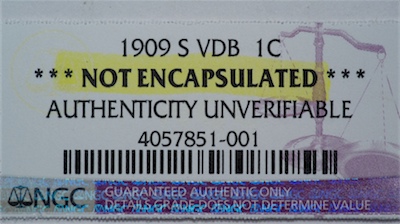 1909 S VDB 1C
*** NOT ENCAPSULATED ***
AUTHENTICITY UNVERIFIABLE
4057851-001
NGC GUARANTEED AUTHENTIC ONLY
DETAILS GRADE DOES NOT DETERMINE VALUE